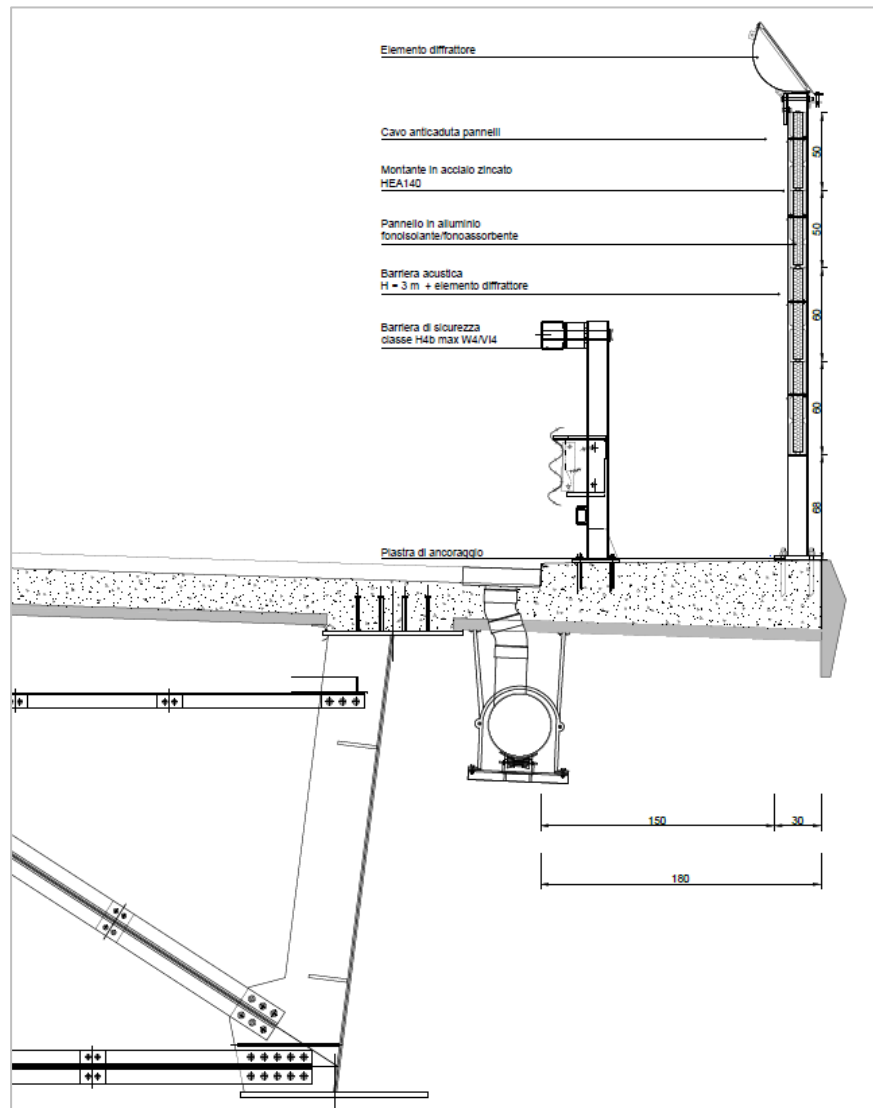 Elemento diffrattore
Cavo anticaduta pannelli
Montante in acciaio zincato
HEA140
Pannello in alluminio
fonoisolante/fonoassorbente
Barriera acustica
H = 3 m + elemento diffrattore
Barriera di sicurezza
classe H4b max W4/VI4
Piastra di ancoraggio
50
50
60
60
68
150
30
180